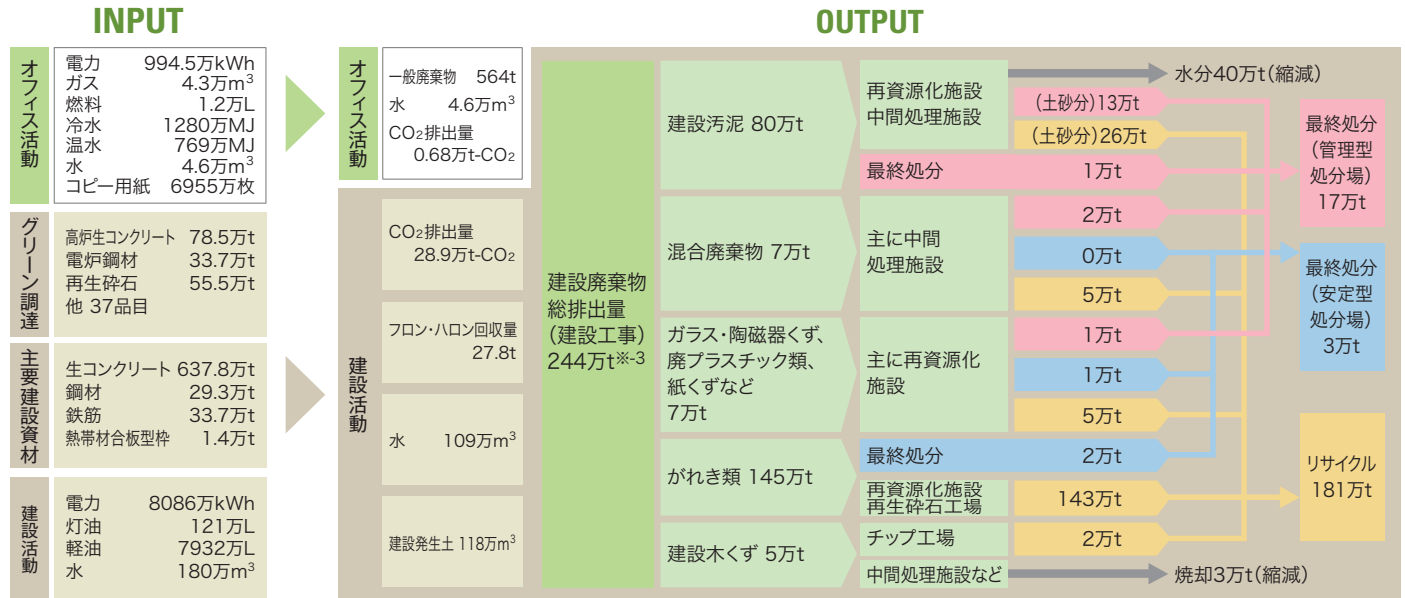 INPUT
オフィス活動
電力 994.5万kWh
ガス 4.3万m³
燃料 1.2万L
冷水 1280万MJ
温水 769万MJ
水 4.6万m³
コピー用紙 6955万枚
グリーン調達
高炉生コンクリート 78.5万t
電炉鋼材 33.7万t
再生砕石 55.5万t
他 37品目
主要建設資材
生コンクリート 637.8万t
鋼材 29.3万t
鉄筋 33.7万t
熱帯材合板型枠 1.4万t
建設活動
電力 8086万kWh
灯油 121万L
軽油 7932万L
水 180万m³
OUTPUT
オフィス活動
一般廃棄物 564t
水 4.6万m³
CO₂排出量
0.68万t-CO₂
建設活動
CO₂排出量
28.9万t-CO₂
フロン・ハロン回収量
27.8t
水 109万m³
建設発生土 118万m³
建設廃棄物
総排出量
(建設工事)
244万t※-3
建設汚泥 80万t
再資源化施設
中間処理施設
水分40万t(縮減)
(土砂分)13万t
(土砂分)26万t
最終処分 1万t
混合廃棄物 7万t
主に中間
処理施設
2万t
0万t
5万t
ガラス・陶磁器くず、
廃プラスチック類、
紙くずなど
7万t
主に再資源化
施設
1万t
1万t
5万t
がれき類 145万t
最終処分 2万t
再資源化施設
再生砕石工場
143万t
建設木くず 5万t
チップ工場
2万t
中間処理施設など
焼却3万t(縮減)
最終処分
(管理型
処分場)
17万t
最終処分
(安定型
処分場)
3万t
リサイクル
181万t